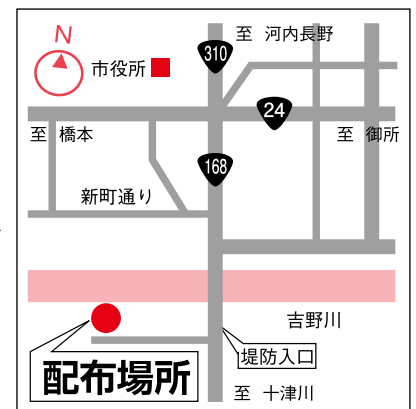 N
310
至 河内長野
市役所
24
至 橋本
至 御所
168
新町通り
吉野川
配布場所
堤防入口
至 十津川